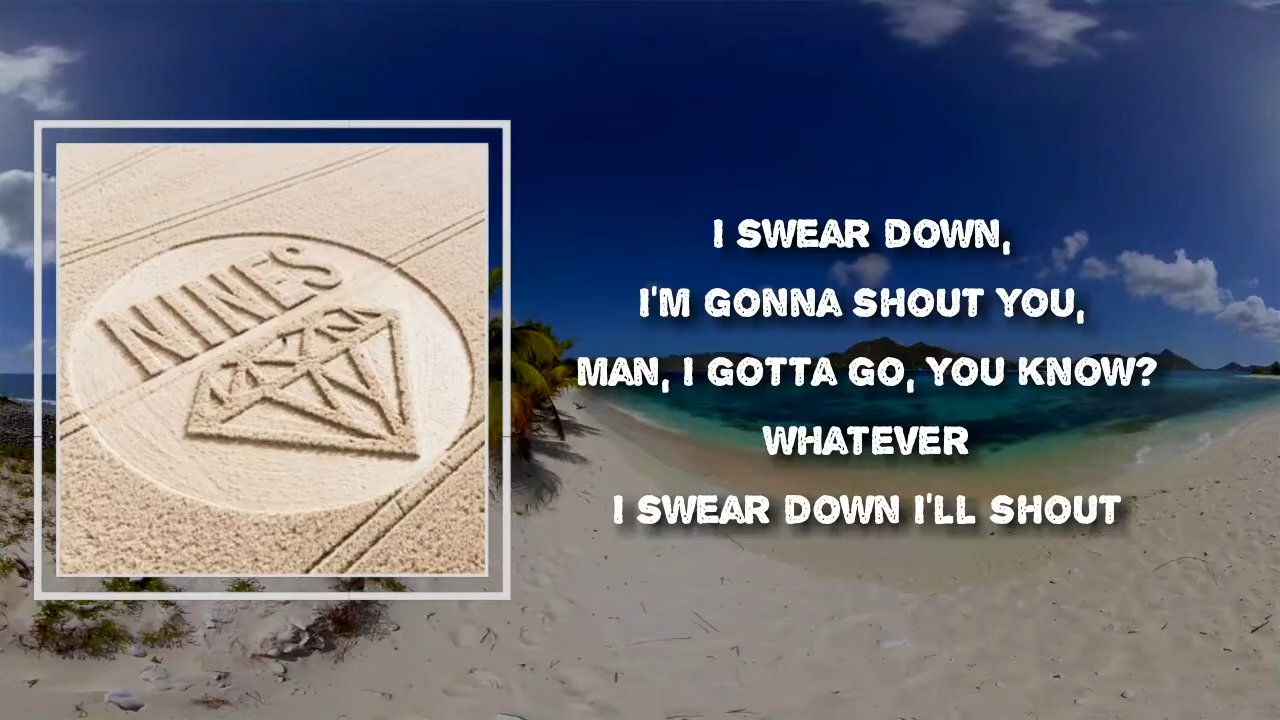 NINES
I SWEAR DOWN,
I'M GONNA SHOUT YOU,
MAN, I GOTTA GO, YOU KNOW?
WHATEVER
I SWEAR DOWN I'LL SHOUT